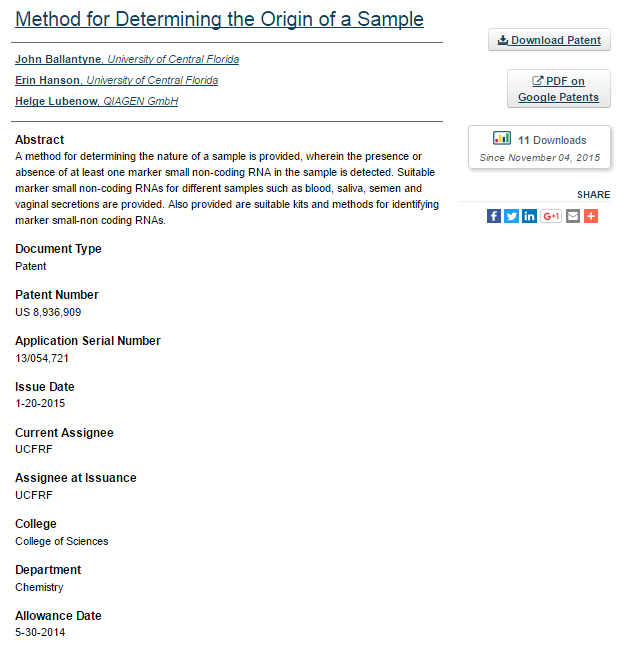 Method for Determining the Origin of a Sample
John Ballantyne, University of Central Florida
Erin Hanson, University of Central Florida
Helge Lubenow, QIAGEN GmbH
Abstract
A method for determining the nature of a sample is provided, wherein the presence or
absence of at least one marker small non-coding RNA in the sample is detected. Suitable
marker small non-coding RNAs for different samples such as blood, saliva, semen and
vaginal secretions are provided. Also provided are suitable kits and methods for identifying
marker small-non coding RNAs.
Document Type
Patent
Patent Number
US 8,936,909
Application Serial Number
13/054,721
Issue Date
1-20-2015
Current Assignee
UCFRF
Assignee at Issuance
UCFRF
College
College of Sciences
Department
Chemistry
Allowance Date
5-30-2014
Download Patent
PDF on
Google Patents
11 Downloads
Since November 04, 2015
SHARE
G+1